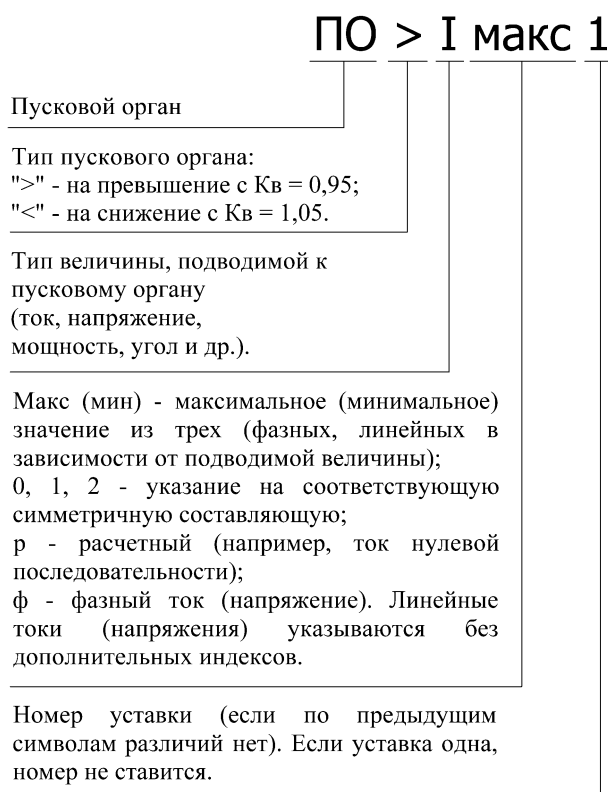 ПО > I макс 1
Пусковой орган
Тип пускового органа:
">" - на превышение с Кв = 0,95;
"<" - на снижение с Кв = 1,05.
Тип величины, подводимой к
пусковому органу
(ток, напряжение,
мощность, угол и др.).
Макс (мин) - максимальное (минимальное)
значение из трех (фазных, линейных в
зависимости от подводимой величины);
0, 1, 2 - указание на соответствующую
симметричную составляющую;
р - расчетный (например, ток нулевой
последовательности);
ф - фазный ток (напряжение). Линейные
токи (напряжения) указываются без
дополнительных индексов.
Номер уставки (если по предыдущим
символам различий нет). Если уставка одна,
номер не ставится.